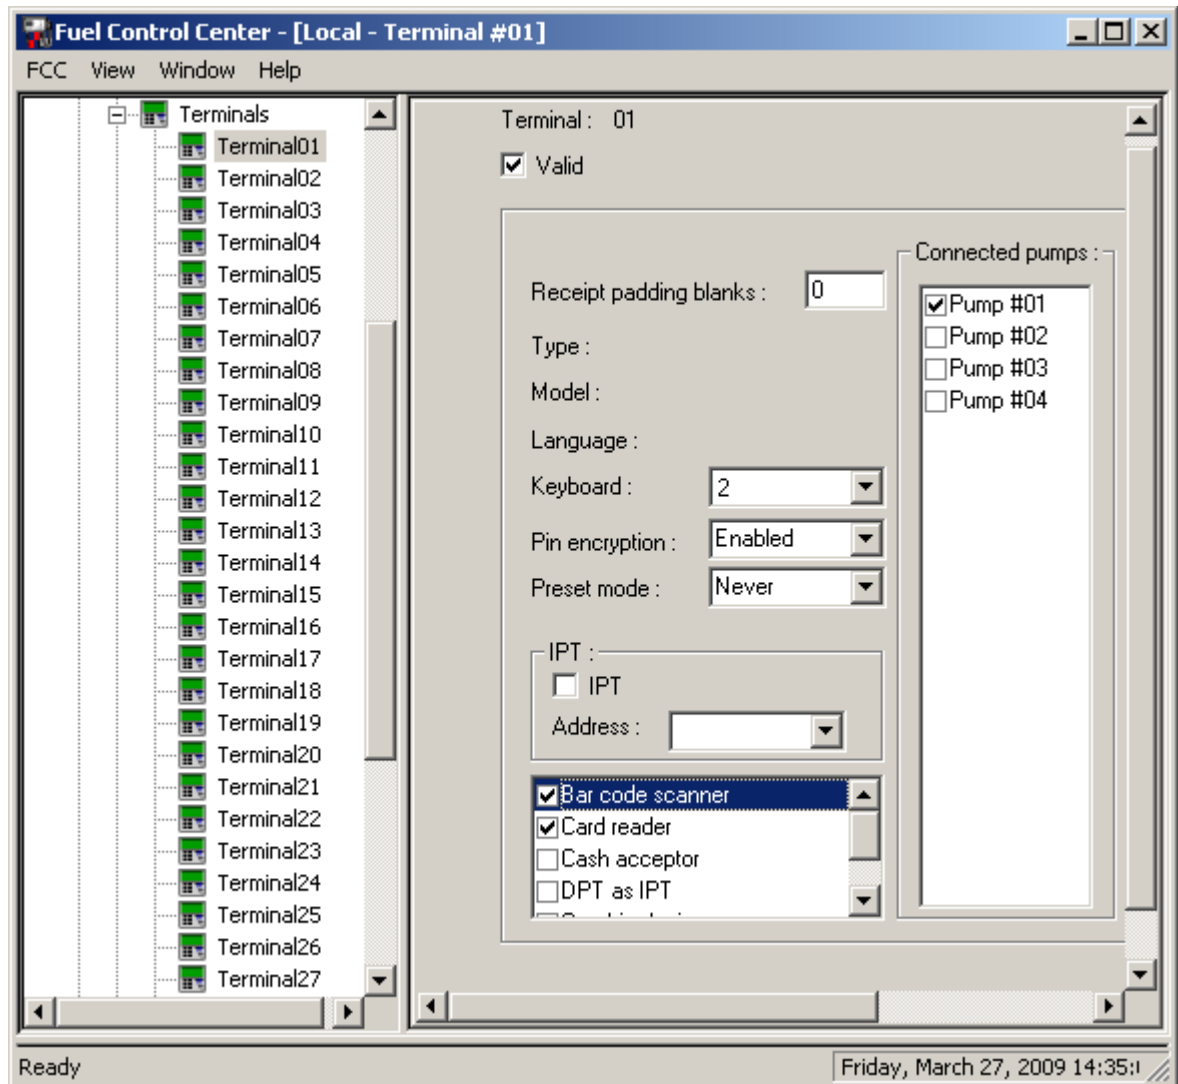 Fuel Control Center - [Local - Terminal #01]
FCC View Window Help
Terminals
Terminal01
Terminal02
Terminal03
Terminal04
Terminal05
Terminal06
Terminal07
Terminal08
Terminal09
Terminal10
Terminal11
Terminal12
Terminal13
Terminal14
Terminal15
Terminal16
Terminal17
Terminal18
Terminal19
Terminal20
Terminal21
Terminal22
Terminal23
Terminal24
Terminal25
Terminal26
Terminal27
Terminal : 01
Valid
Receipt padding blanks : 0
Type :
Model :
Language :
Keyboard : 2
Pin encryption : Enabled
Preset mode : Never
IPT :
IPT
Address :
Bar code scanner
Card reader
Cash acceptor
DPT as IPT
Connected pumps :
Pump #01
Pump #02
Pump #03
Pump #04
Ready
Friday, March 27, 2009 14:35: